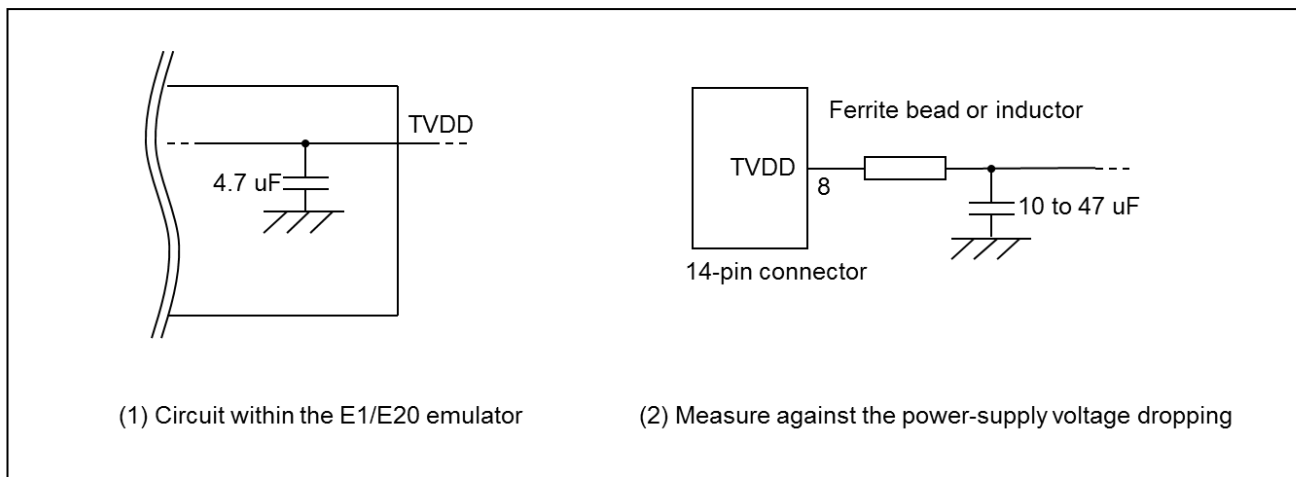 TVDD
4.7 uF
(1) Circuit within the E1/E20 emulator
Ferrite bead or inductor
TVDD
8
10 to 47 uF
14-pin connector
(2) Measure against the power-supply voltage dropping